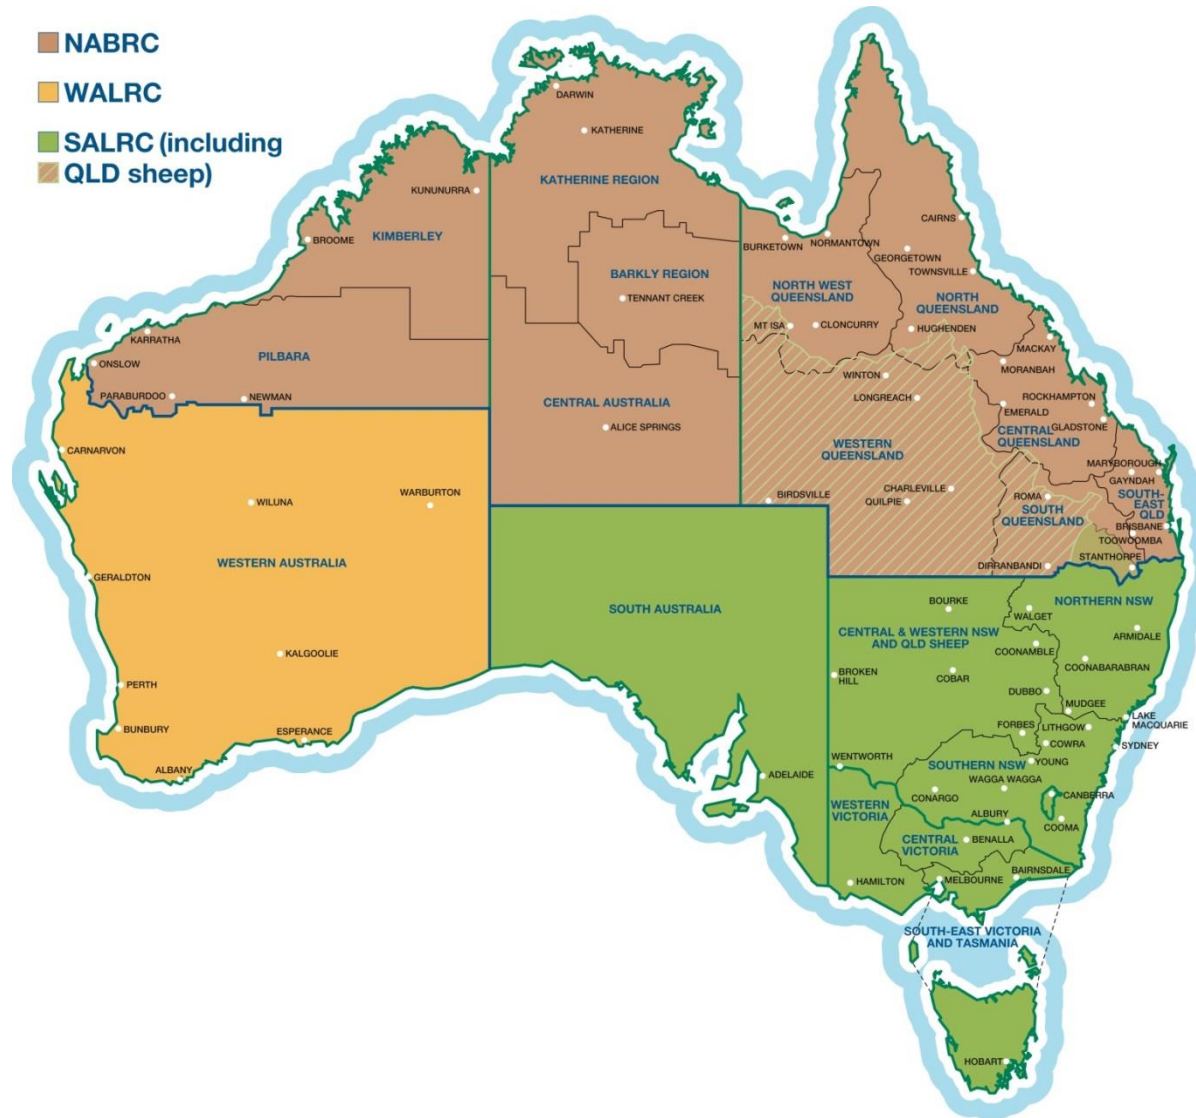 NABRC
WALRC
SALRC (including
QLD sheep)
DARWIN
KATHERINE
KATHERINE REGION
KUNUNURRA
BROOME
KIMBERLEY
BARKLY REGION
TENNANT CREEK
KARRATHA
ONSLOW
PILBARA
PARABURDOO
NEWMAN
CENTRAL AUSTRALIA
ALICE SPRINGS
CAIRNS
BURKETOWN
NORMANTOWN
GEORGETOWN
TOWNSVILLE
NORTH WEST
QUEENSLAND
NORTH
QUEENSLAND
MT ISA
CLONCURRY
HUGHENDEN
MACKAY
MORANBAH
WINTON
LONGREACH
ROCKHAMPTON
EMERALD
GLADSTONE
CENTRAL
QUEENSLAND
WESTERN
QUEENSLAND
MARYBOROUGH
GAYNDAH
CHARLEVILLE
QUILPIE
BIRDSVILLE
ROMA
SOUTH
QUEENSLAND
SOUTH-
EAST
QLD
BRISBANE
TOOWOOMBA
STANTHORPE
DIRRANBANDI
CARNARVON
WILUNA
WARBURTON
WESTERN AUSTRALIA
GERALDTON
KALGOOLIE
PERTH
BUNBURY
ESPERANCE
ALBANY
SOUTH AUSTRALIA
ADELAIDE
BOURKE
WALGET
NORTHERN NSW
ARMIDALE
CENTRAL & WESTERN NSW
AND QLD SHEEP
COONAMBLE
COONABARABRAN
BROKEN
HILL
COBAR
DUBBO
MUDGEE
LAKE
MACQUARIE
FORBES
LITHGOW
COWRA
SYDNEY
WENTWORTH
YOUNG
SOUTHERN NSW
WAGGA WAGGA
CONARGO
CANBERRA
WESTERN
VICTORIA
ALBURY
COOMA
CENTRAL
VICTORIA
BENALLA
HAMILTON
MELBOURNE
BAIRNSDALE
SOUTH-EAST VICTORIA
AND TASMANIA
HOBART